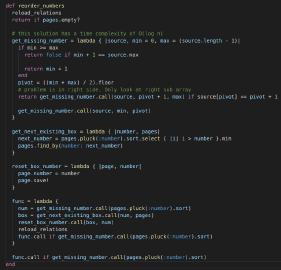 def reorder_numbers
reload_relations
return if pages.empty?
# this solution has a time complexity of O(log n)
get_missing_number = lambda { |source, min = 0, max = (source.length - 1)|
if min >= max
return false if min + 1 == source.max
return min + 1
end
pivot = ((min + max) / 2).floor
# problem is in right side. Only look at right sub array
return get_missing_number.call(source, pivot + 1, max) if source[pivot] == pivot + 1
get_missing_number.call(source, min, pivot)
}
get_next_existing_box = lambda { |number, pages|
next_number = pages.pluck(:number).sort.select { |i| i > number }.min
pages.find_by(number: next_number)
}
reset_box_number = lambda { |page, number|
page.number = number
page.save!
}
func = lambda {
num = get_missing_number.call(pages.pluck(:number).sort)
box = get_next_existing_box.call(num, pages)
reset_box_number.call(box, num)
reload_relations
func.call if get_missing_number.call(pages.pluck(:number).sort)
}
func.call if get_missing_number.call(pages.pluck(:number).sort)
end